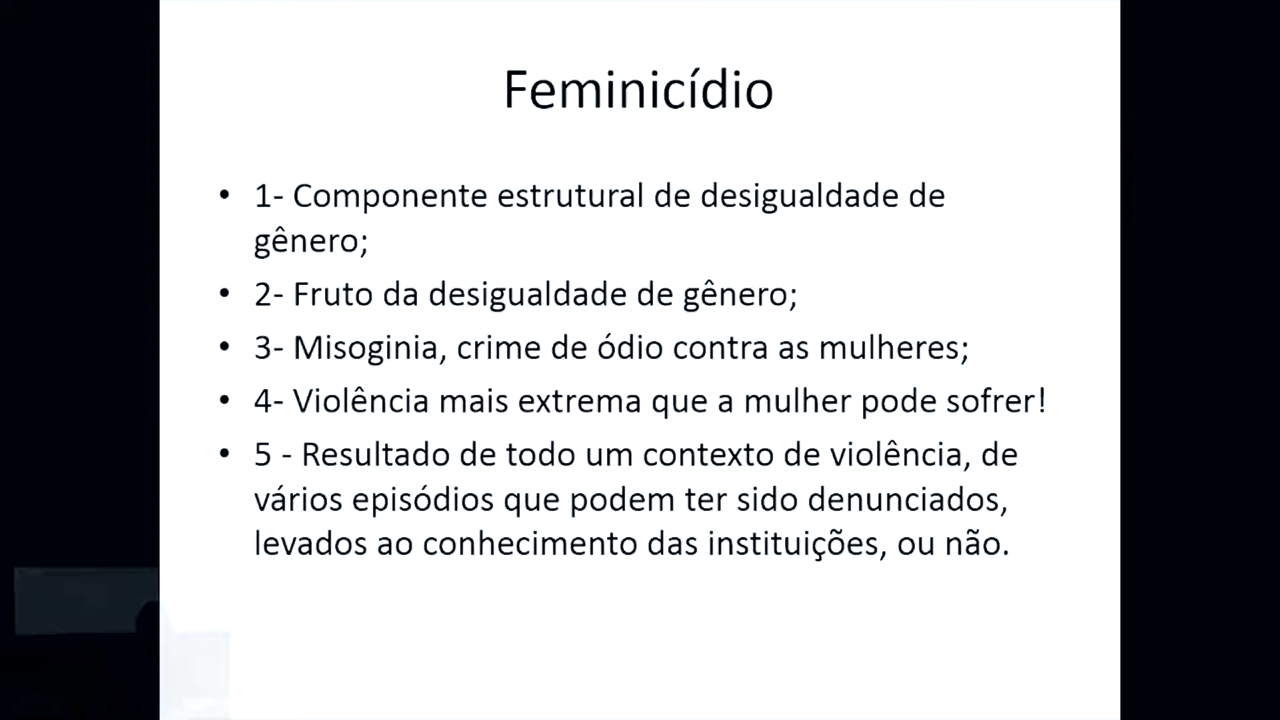 Feminicídio
• 1- Componente estrutural de desigualdade de
gênero;
• 2- Fruto da desigualdade de gênero;
• 3- Misoginia, crime de ódio contra as mulheres;
• 4- Violência mais extrema que a mulher pode sofrer!
• 5 - Resultado de todo um contexto de violência, de
vários episódios que podem ter sido denunciados,
levados ao conhecimento das instituições, ou não.